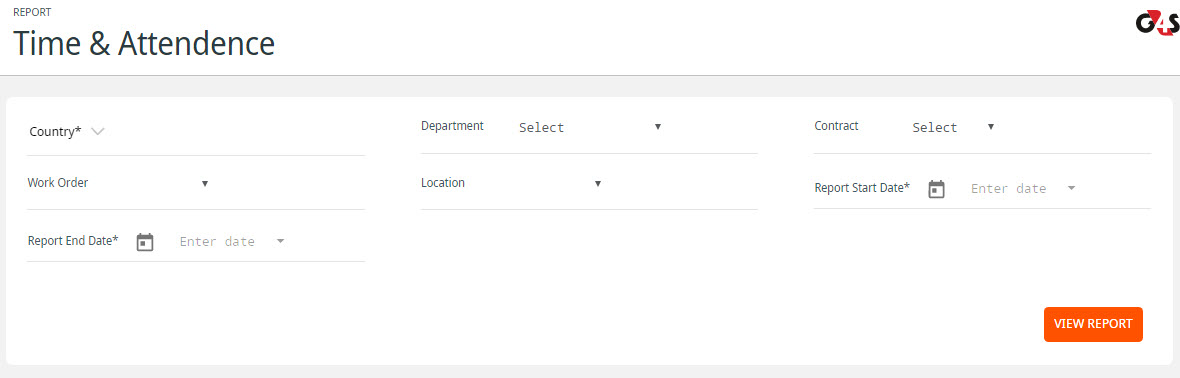 REPORT
Time & Attendence
G4S
Country*
Department Select
Contract Select
Work Order
Location
Report Start Date* Enter date
Report End Date* Enter date
VIEW REPORT